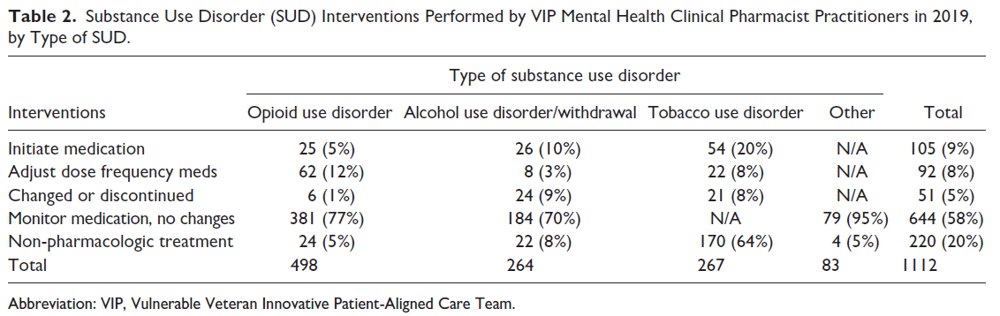 Table 2. Substance Use Disorder (SUD) Interventions Performed by VIP Mental Health Clinical Pharmacist Practitioners in 2019,
by Type of SUD.
Type of substance use disorder
Interventions Opioid use disorder Alcohol use disorder/withdrawal Tobacco use disorder Other Total
Initiate medication 25 (5%) 26 (10%) 54 (20%) N/A 105 (9%)
Adjust dose frequency meds 62 (12%) 8 (3%) 22 (8%) N/A 92 (8%)
Changed or discontinued 6 (1%) 24 (9%) 21 (8%) N/A 51 (5%)
Monitor medication, no changes 381 (77%) 184 (70%) N/A 79 (95%) 644 (58%)
Non-pharmacologic treatment 24 (5%) 22 (8%) 170 (64%) 4 (5%) 220 (20%)
Total 498 264 267 83 1112
Abbreviation: VIP, Vulnerable Veteran Innovative Patient-Aligned Care Team.